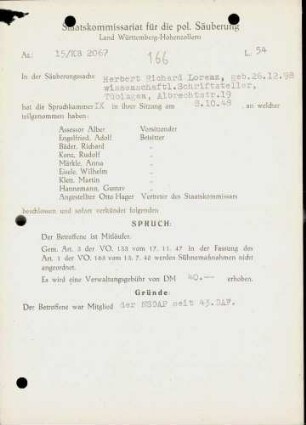 Staatskommissariat für die pol. Säuberung
Land Württemberg-Hohenzollern
Az: 15/KB 2067
166
L 54
In der Säuberungssache Herbert Richard Lorenz, geb.26.12.98
wissenschaftl.Schriftsteller,
Tübingen, Albrechtstr.19
hat die Spruchkammer IX in ihrer Sitzung am 8.10.48 an welcher
teilgenommen haben:
Assessor Alber Vorsitzender
Engelfried, Adolf Beisitzer
Bader, Richard "
Kenz, Rudolf "
Märkle, Anna "
Eisele, Wilhelm "
Klett, Martin "
Hannemann, Gustav "
Angestellter Otto Hager Vertreter des Staatskommissars
beschlossen und sofort verkündet folgenden
SPRUCH:
Der Betroffene ist Mitläufer.
Gem. Art. 3 der VO. 133 vom 17. 11. 47 in der Fassung des
Art. 1 der VO. 160 vom 13. 7. 48 werden Sühnemaßnahmen nicht
angeordnet.
Es wird eine Verwaltungsgebühr von DM 40.-- erhoben.
Gründe:
Der Betroffene war Mitglied der NSDAP seit 43.DAF.